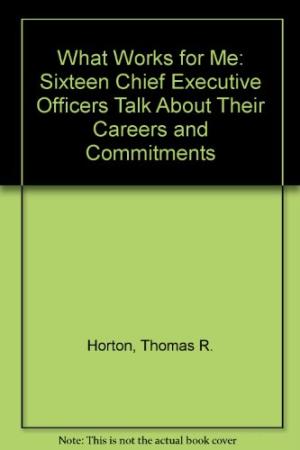 What Works for Me:
Sixteen Chief Executive
Officers Talk About Their
Careers and
Commitments
Horton, Thomas R.
Note: This is not the actual book cover